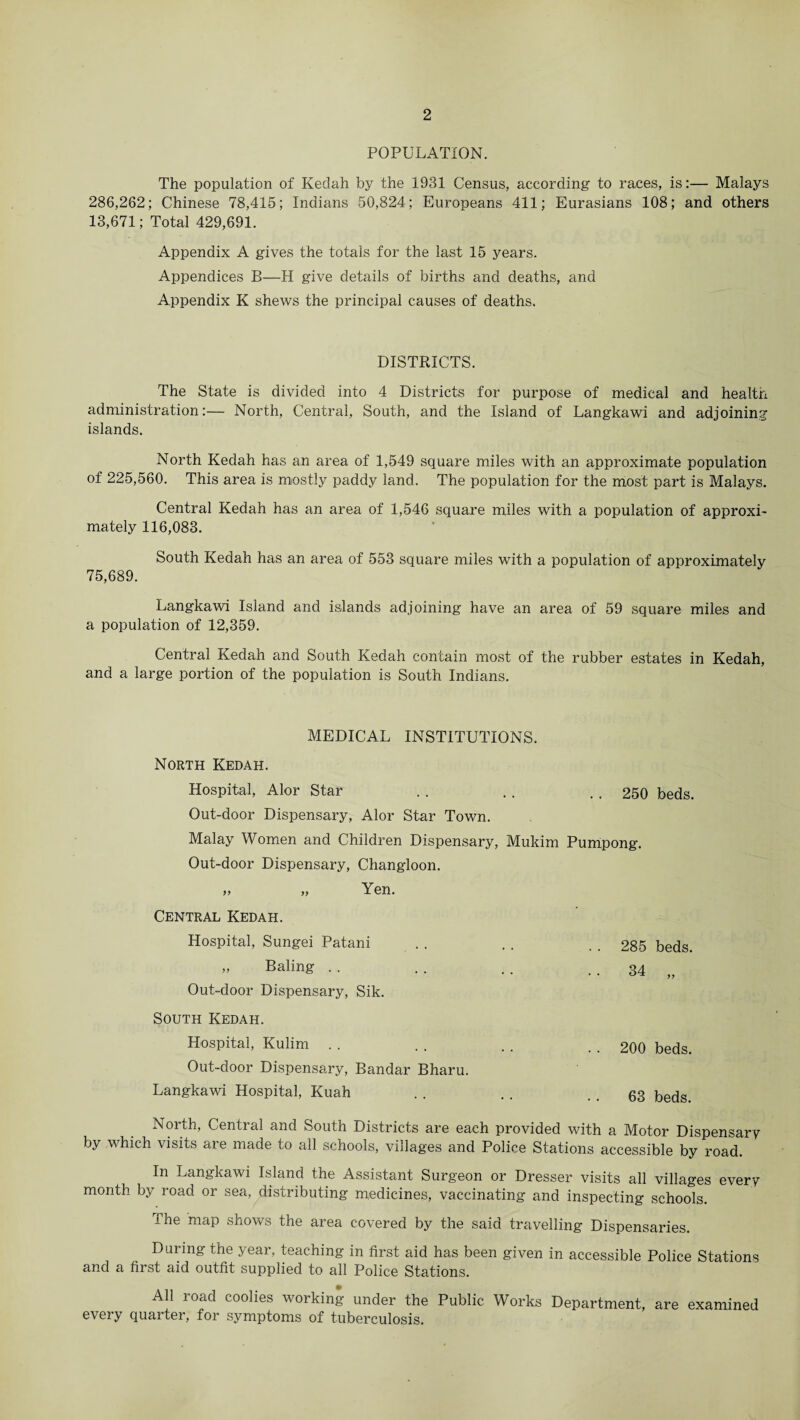 2
POPULATION.
The population of Kedah by the 1931 Census, according to races, is:— Malays
286,262; Chinese 78,415; Indians 50,824; Europeans 411; Eurasians 108; and others
13,671; Total 429,691.
Appendix A gives the totals for the last 15 years.
Appendices B—H give details of births and deaths, and
Appendix K shews the principal causes of deaths.
DISTRICTS.
The State is divided into 4 Districts for purpose of medical and health
administration:— North, Central, South, and the Island of Langkawi and adjoining
islands.
North Kedah has an area of 1,549 square miles with an approximate population
of 225,560. This area is mostly paddy land. The population for the most part is Malays.
Central Kedah has an area of 1,546 square miles with a population of approxi-
mately 116,083.
South Kedah has an area of 553 square miles with a population of approximately
75,689.
Langkawi Island and islands adjoining have an area of 59 square miles and
a population of 12,359.
Central Kedah and South Kedah contain most of the rubber estates in Kedah,
and a large portion of the population is South Indians.
MEDICAL INSTITUTIONS.
NORTH KEDAH.
Hospital, Alor Star .. .. .. 250 beds.
Out-door Dispensary, Alor Star Town.
Malay Women and Children Dispensary, Mukim Pumpong.
Out-door Dispensary, Changloon.
„ „ Yen.
CENTRAL KEDAH.
Hospital, Sungei Patani .. .. .. 285 beds.
„ Baling .. .. .. .. 34 „
Out-door Dispensary, Sik.
SOUTH KEDAH.
Hospital, Kulim .. .. .. .. 200 beds.
Out-door Dispensary, Bandar Bharu.
Langkawi Hospital, Kuah .. .. .. 63 beds.
North, Central and South Districts are each provided with a Motor Dispensary
by which visits are made to all schools, villages and Police Stations accessible by road.
In Langkawi Island the Assistant Surgeon or Dresser visits all villages every
month by road or sea, distributing medicines, vaccinating and inspecting schools.
The map shows the area covered by the said travelling Dispensaries.
During the year, teaching in first aid has been given in accessible Police Stations
and a first aid outfit supplied to all Police Stations.
All road coolies working under the Public Works Department, are examined
every quarter, for symptoms of tuberculosis.